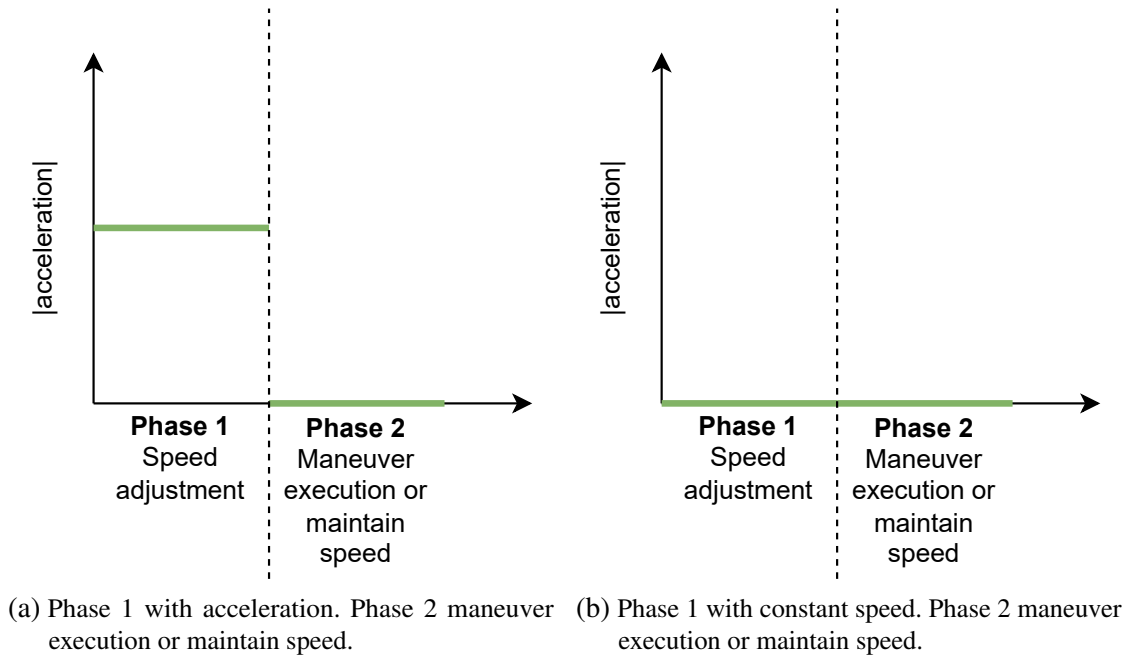 |acceleration|
Phase 1
Speed
adjustment
Phase 2
Maneuver
execution or
maintain
speed
(a) Phase 1 with acceleration. Phase 2 maneuver
execution or maintain speed.
|acceleration|
Phase 1
Speed
adjustment
Phase 2
Maneuver
execution or
maintain
speed
(b) Phase 1 with constant speed. Phase 2 maneuver
execution or maintain speed.